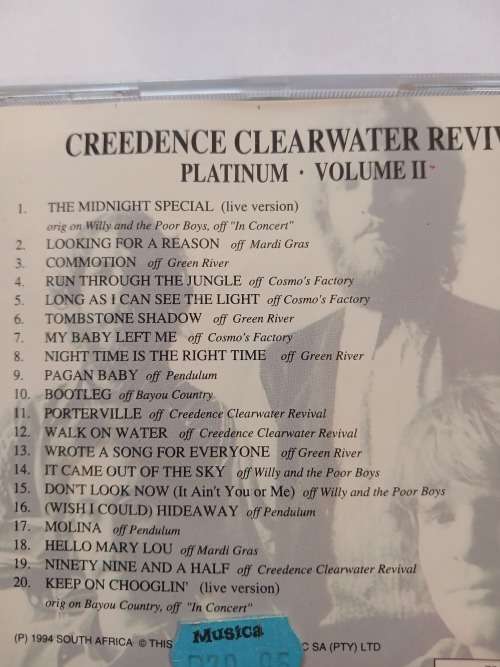 CREEDENCE CLEARWATER REVIV
PLATINUM · VOLUME II
1. THE MIDNIGHT SPECIAL (live version)
orig on Willy and the Poor Boys, off "In Concert"
2. LOOKING FOR A REASON off Mardi Gras
3. COMMOTION off Green River
4. RUN THROUGH THE JUNGLE off Cosmo's Factory
5. LONG AS I CAN SEE THE LIGHT off Cosmo's Factory
6. TOMBSTONE SHADOW off Green River
7. MY BABY LEFT ME off Cosmo's Factory
8. NIGHT TIME IS THE RIGHT TIME off Green River
9. PAGAN BABY off Pendulum
10. BOOTLEG off Bayou Country
11. PORTERVILLE off Creedence Clearwater Revival
12. WALK ON WATER off Creedence Clearwater Revival
13. WROTE A SONG FOR EVERYONE off Green River
14. IT CAME OUT OF THE SKY off Willy and the Poor Boys
15. DON'T LOOK NOW (It Ain't You or Me) off Willy and the Poor Boys
16. (WISH I COULD) HIDEAWAY off Pendulum
17. MOLINA off Pendulum
18. HELLO MARY LOU off Mardi Gras
19. NINETY NINE AND A HALF off Creedence Clearwater Revival
20. KEEP ON CHOOGLIN' (live version)
orig on Bayou Country, off "In Concert"
(P) 1994 SOUTH AFRICA © THIS Musica C SA (PTY) LTD